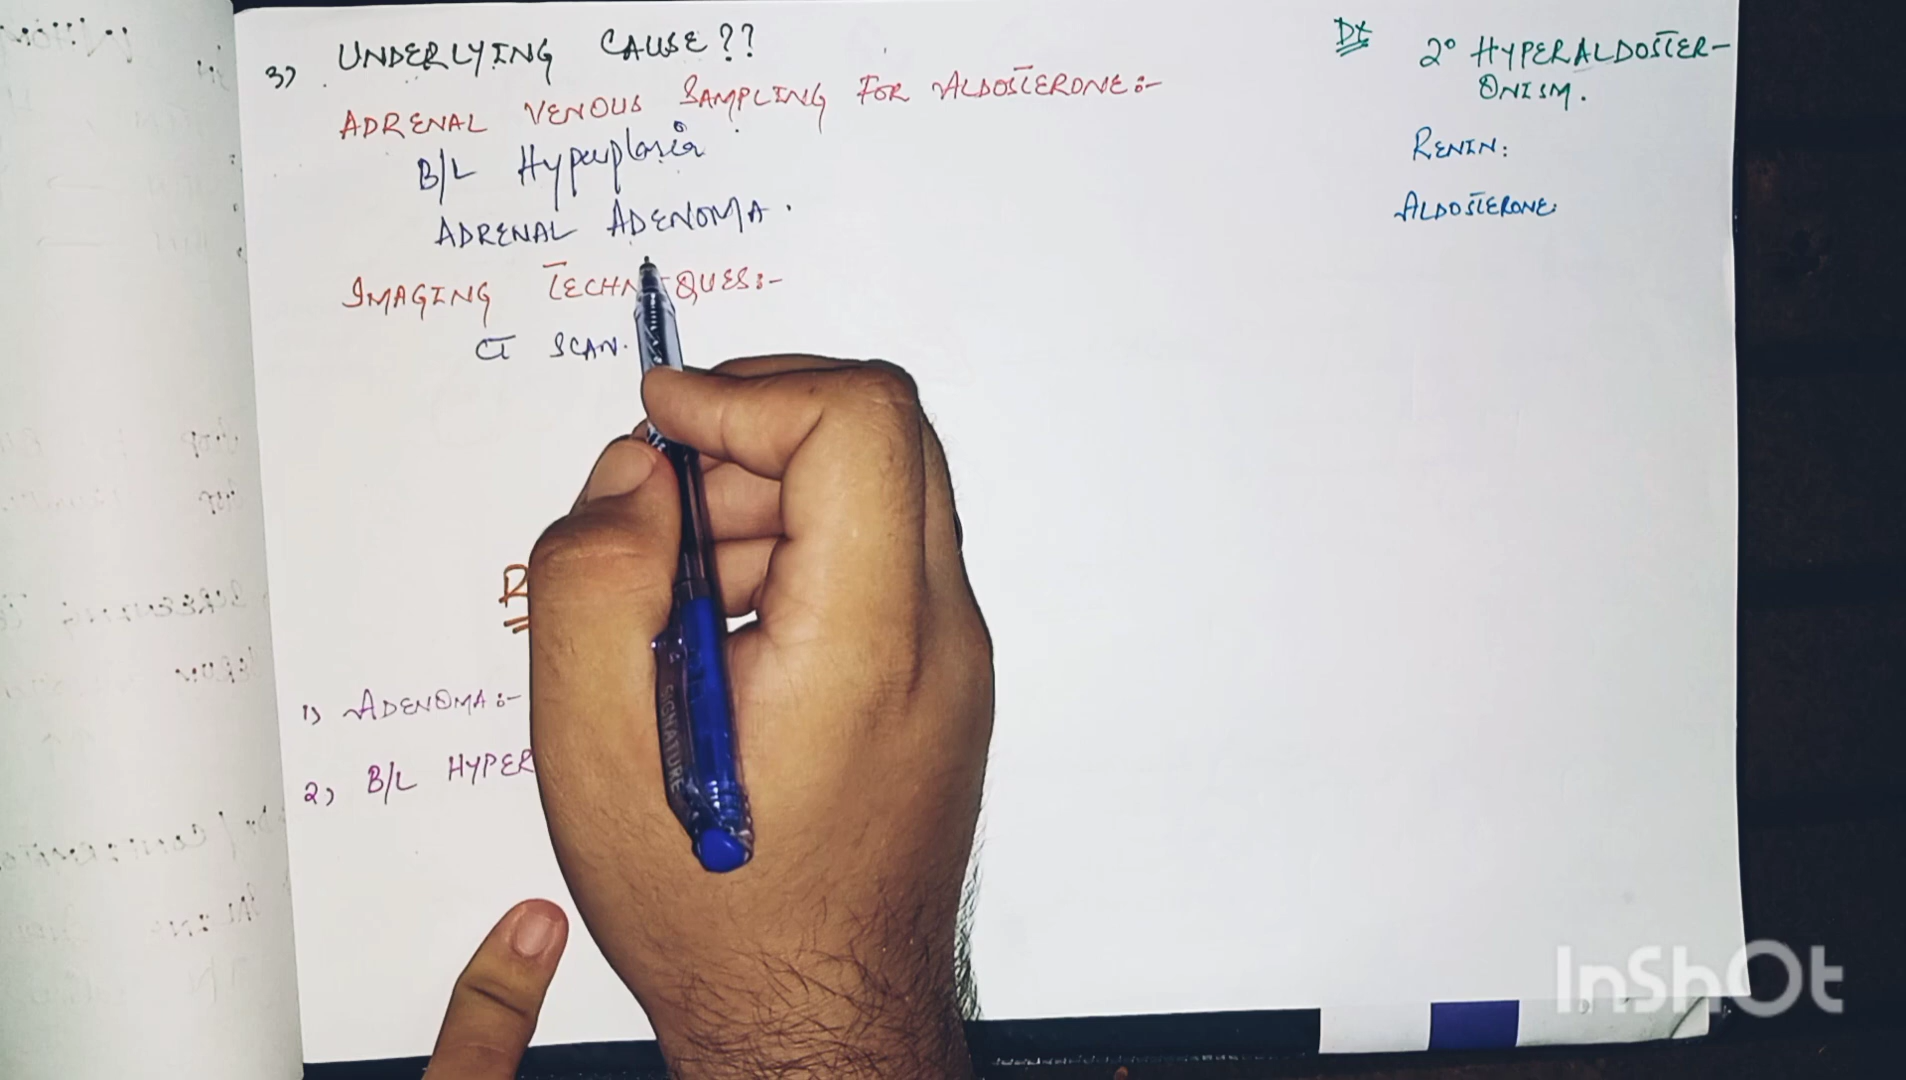 3) UNDERLYING CAUSE??
ADRENAL VENOUS SAMPLING FOR ALDOSTERONE:-
B/L Hyperplasia
ADRENAL ADENOMA.
IMAGING TECHNIQUES:-
CT SCAN.
R
1) ADENOMA:-
2) B/L HYPER
Dx
2° HYPERALDOSTER-
ONISM.
RENIN:
ALDOSTERONE:
SIGNATURE
InShOt